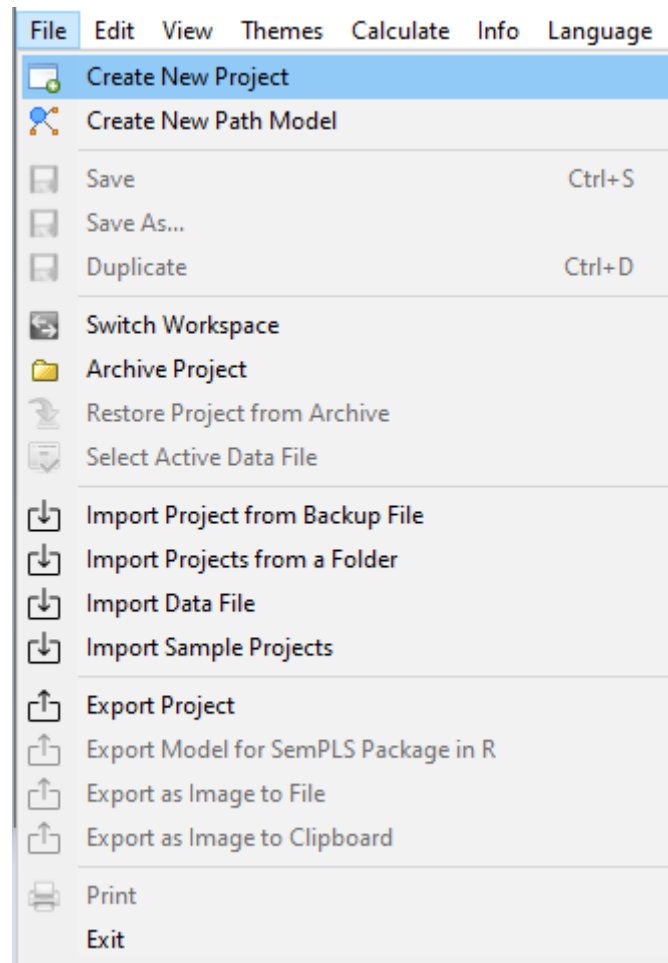 File Edit View Themes Calculate Info Language
Create New Project
Create New Path Model
Save Ctrl+S
Save As...
Duplicate Ctrl+D
Switch Workspace
Archive Project
Restore Project from Archive
Select Active Data File
Import Project from Backup File
Import Projects from a Folder
Import Data File
Import Sample Projects
Export Project
Export Model for SemPLS Package in R
Export as Image to File
Export as Image to Clipboard
Print
Exit